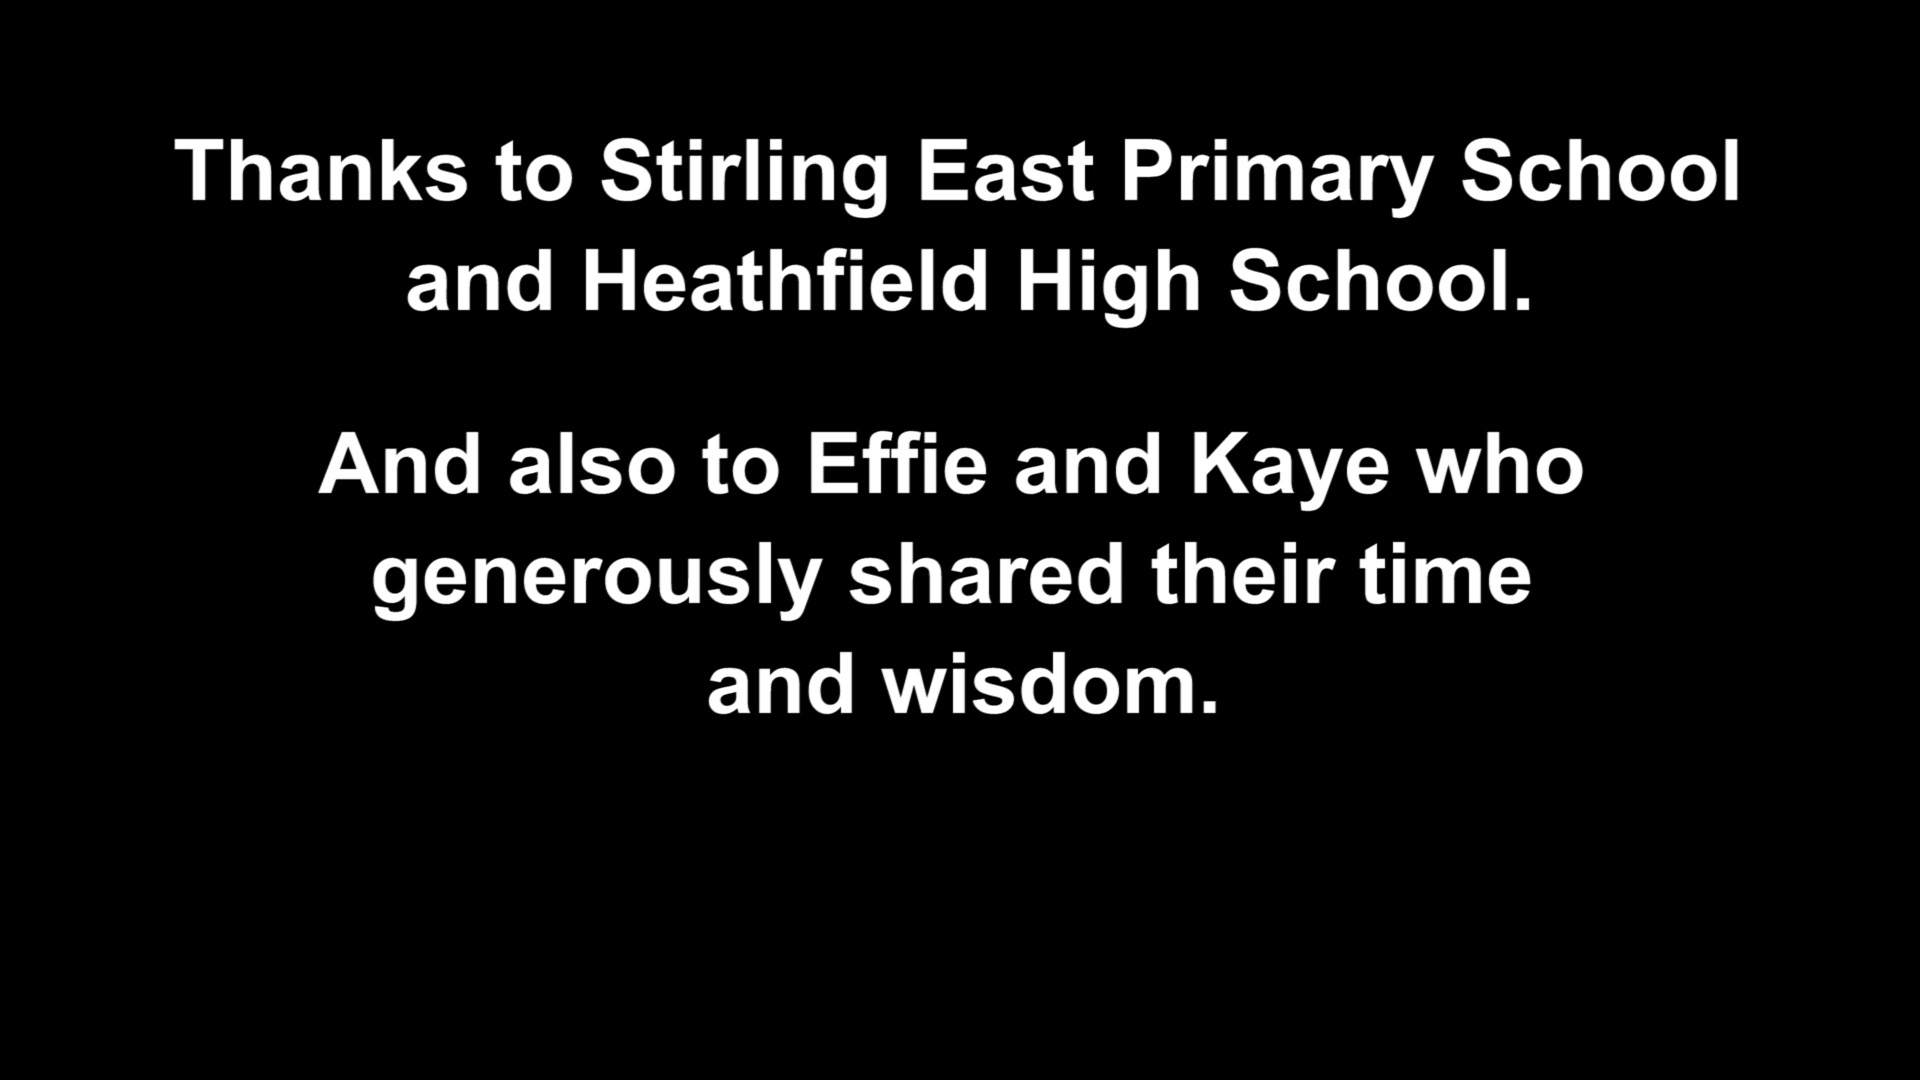 Thanks to Stirling East Primary School
and Heathfield High School.
And also to Effie and Kaye who
generously shared their time
and wisdom.